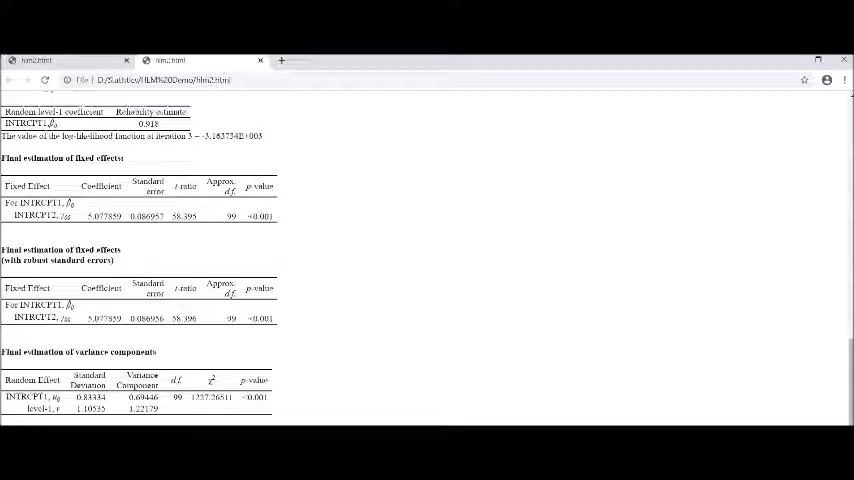 hlm2.html
hlm2.html
File | D:/Statistics/HLM%20Demo/hlm2.html
Random level-1 coefficient Reliability estimate
INTRCPT1,β0 0.918
The value of the log-likelihood function at iteration 3 = -3.163734E+003
Final estimation of fixed effects:
Fixed Effect Coefficient Standard error t-ratio Approx. d.f. p-value
For INTRCPT1, β0
INTRCPT2, γ00 5.077859 0.086957 58.395 99 <0.001
Final estimation of fixed effects
(with robust standard errors)
Fixed Effect Coefficient Standard error t-ratio Approx. d.f. p-value
For INTRCPT1, β0
INTRCPT2, γ00 5.077859 0.086956 58.396 99 <0.001
Final estimation of variance components
Random Effect Standard Deviation Variance Component d.f. χ2 p-value
INTRCPT1, u0 0.83334 0.69446 99 1227.26511 <0.001
level-1, r 1.10535 1.22179